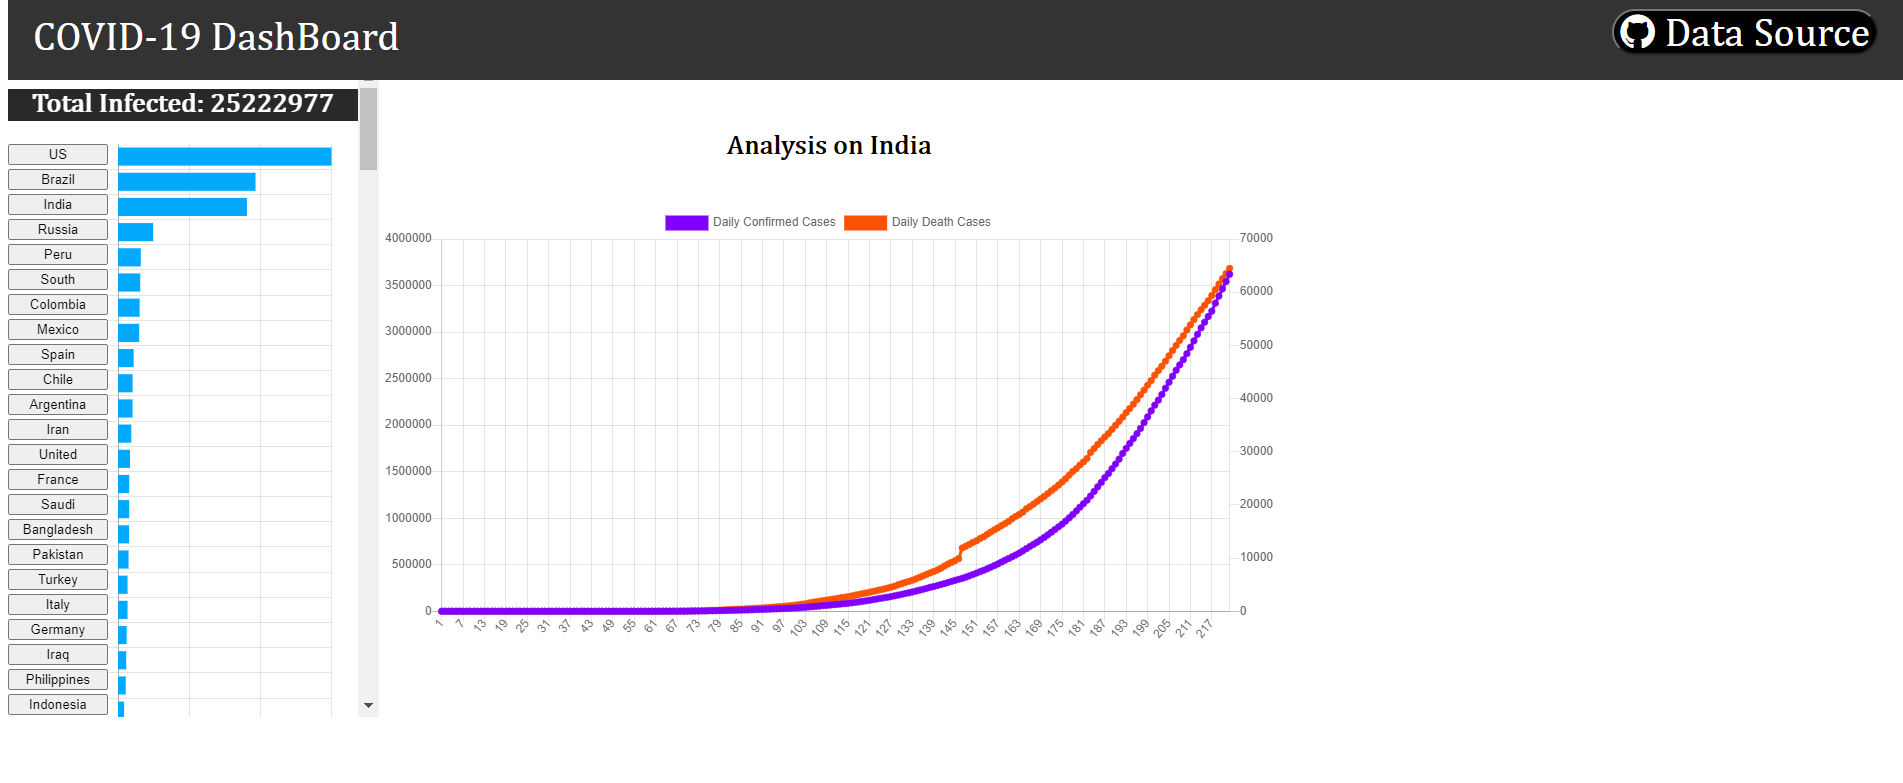 COVID-19 DashBoard
Data Source
Total Infected: 25222977
US
Brazil
India
Russia
Peru
South
Colombia
Mexico
Spain
Chile
Argentina
Iran
United
France
Saudi
Bangladesh
Pakistan
Turkey
Italy
Germany
Iraq
Philippines
Indonesia
Analysis on India
Daily Confirmed Cases Daily Death Cases
4000000
3500000
3000000
2500000
2000000
1500000
1000000
500000
0
70000
60000
50000
40000
30000
20000
10000
0
1 7 13 19 25 31 37 43 49 55 61 67 73 79 85 91 97 103 109 115 121 127 133 139 145 151 157 163 169 175 181 187 193 199 205 211 217